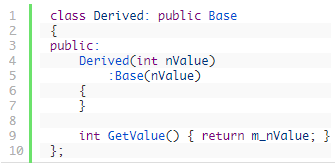 1 class Derived: public Base
2 {
3 public:
4     Derived(int nValue)
5         :Base(nValue)
6     {
7     }
8
9     int GetValue() { return m_nValue; }
10 };